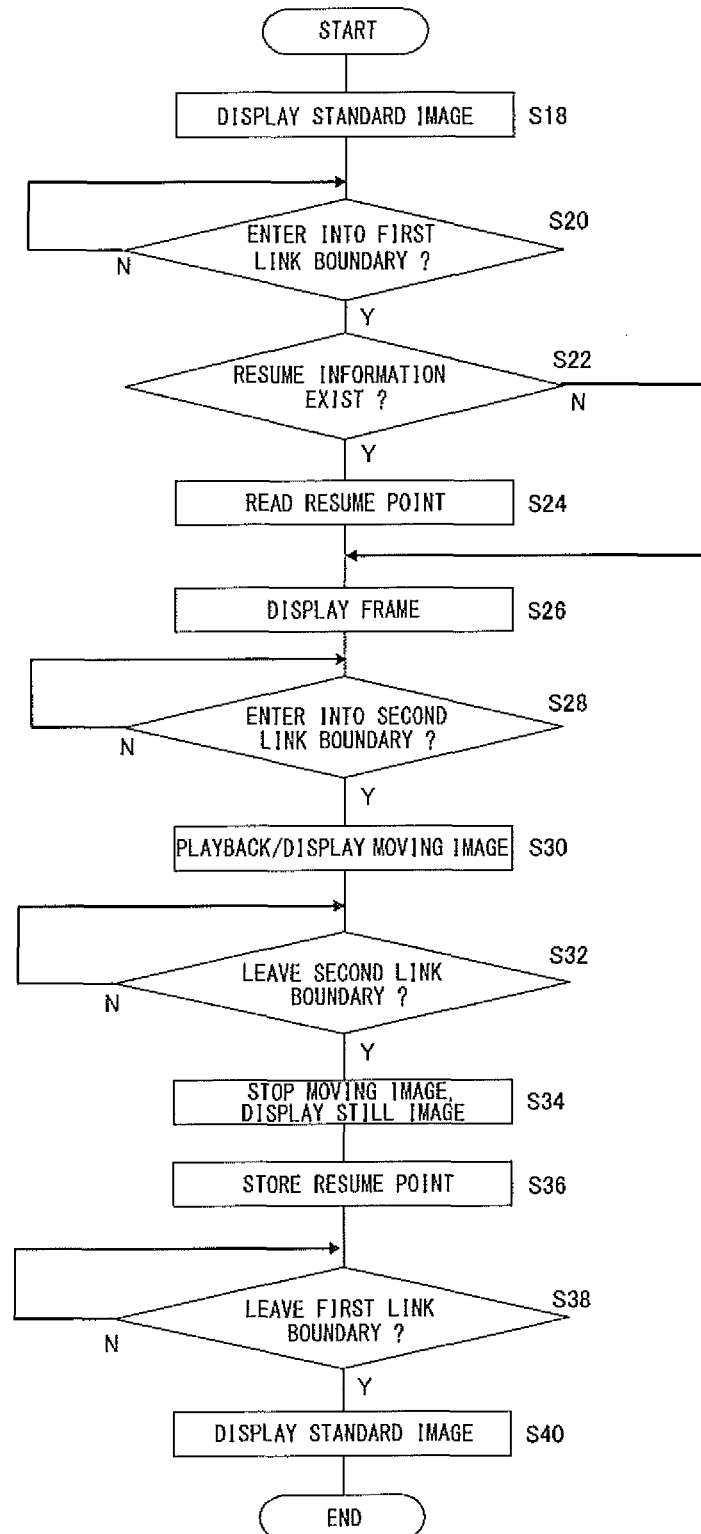 START
DISPLAY STANDARD IMAGE S18
S20
ENTER INTO FIRST
LINK BOUNDARY ?
N
Y
S22
RESUME INFORMATION
EXIST ?
N
Y
READ RESUME POINT S24
DISPLAY FRAME S26
S28
ENTER INTO SECOND
LINK BOUNDARY ?
N
Y
PLAYBACK/DISPLAY MOVING IMAGE S30
S32
LEAVE SECOND LINK
BOUNDARY ?
N
Y
STOP MOVING IMAGE,
DISPLAY STILL IMAGE S34
STORE RESUME POINT S36
S38
LEAVE FIRST LINK
BOUNDARY ?
N
Y
DISPLAY STANDARD IMAGE S40
END